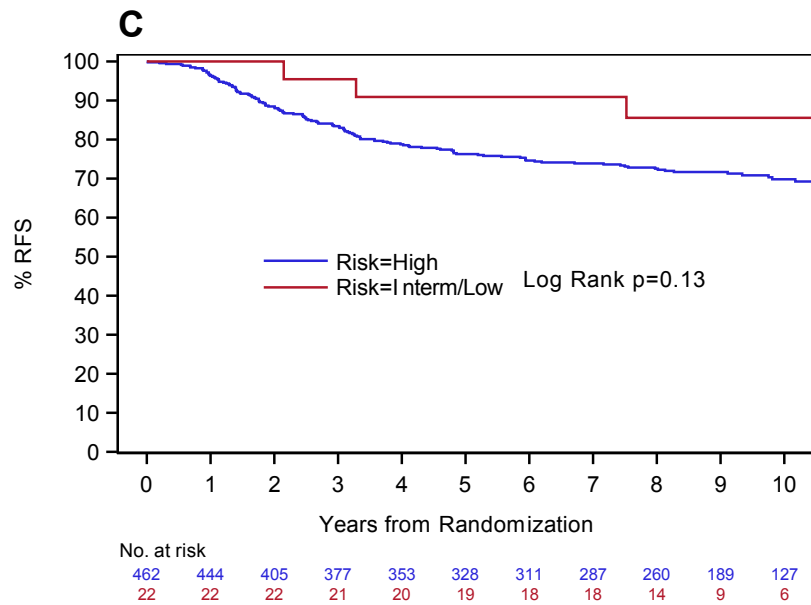 C
100
90
80
70
60
50
40
30
20
10
0
% RFS
Risk=High
Risk=Interm/Low
Log Rank p=0.13
0 1 2 3 4 5 6 7 8 9 10
Years from Randomization
No. at risk
462 444 405 377 353 328 311 287 260 189 127
22 22 22 21 20 19 18 18 14 9 6